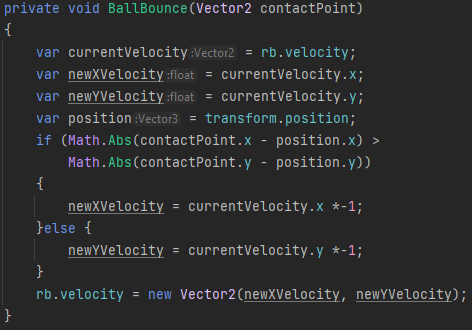 private void BallBounce(Vector2 contactPoint)
{
    var currentVelocity :Vector2 = rb.velocity;
    var newXVelocity :float = currentVelocity.x;
    var newYVelocity :float = currentVelocity.y;
    var position :Vector3 = transform.position;
    if (Math.Abs(contactPoint.x - position.x) >
        Math.Abs(contactPoint.y - position.y))
    {
        newXVelocity = currentVelocity.x *-1;
    }else {
        newYVelocity = currentVelocity.y *-1;
    }
    rb.velocity = new Vector2(newXVelocity, newYVelocity);
}